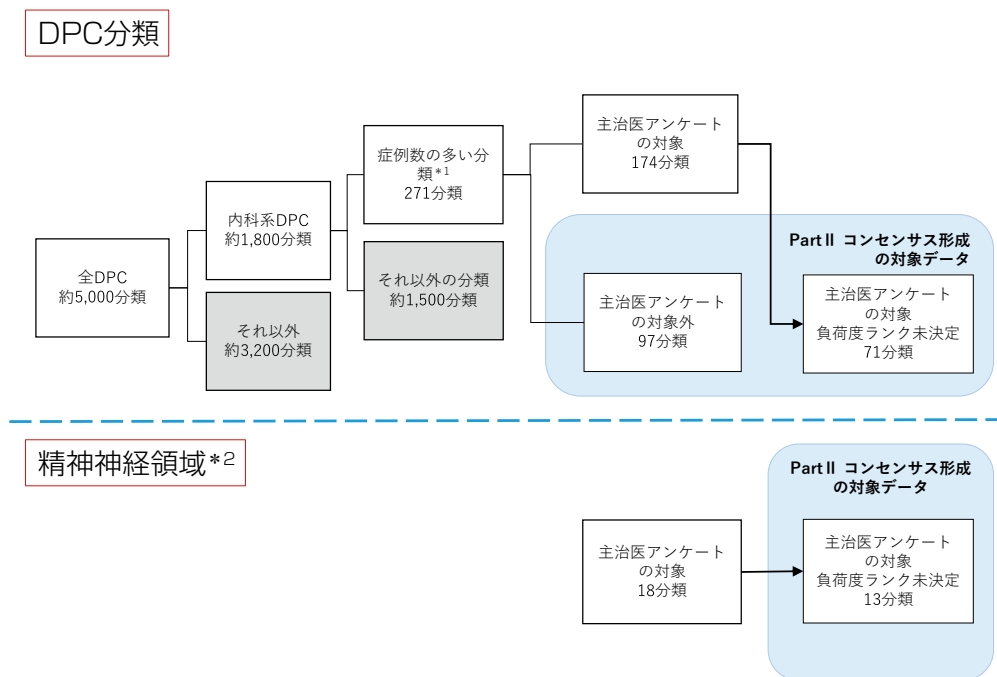 DPC分類
全DPC
約5,000分類
内科系DPC
約1,800分類
それ以外
約3,200分類
症例数の多い分
類*1
271分類
それ以外の分類
約1,500分類
主治医アンケート
の対象
174分類
PartⅡ コンセンサス形成
の対象データ
主治医アンケート
の対象外
97分類
主治医アンケート
の対象
負荷度ランク未決定
71分類
精神神経領域*2
PartⅡ コンセンサス形成
の対象データ
主治医アンケート
の対象
18分類
主治医アンケート
の対象
負荷度ランク未決定
13分類